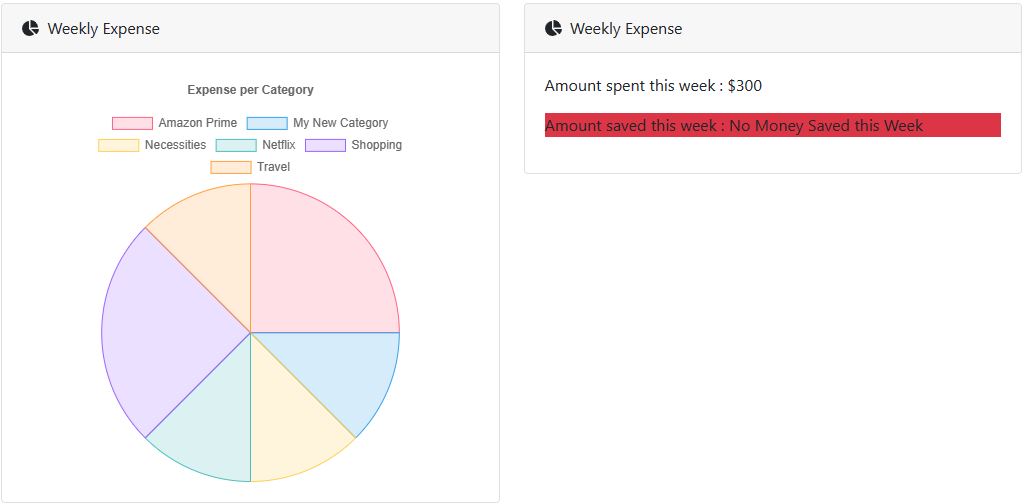 Weekly Expense
Expense per Category
Amazon Prime My New Category
Necessities Netflix Shopping
Travel
Weekly Expense
Amount spent this week : $300
Amount saved this week : No Money Saved this Week